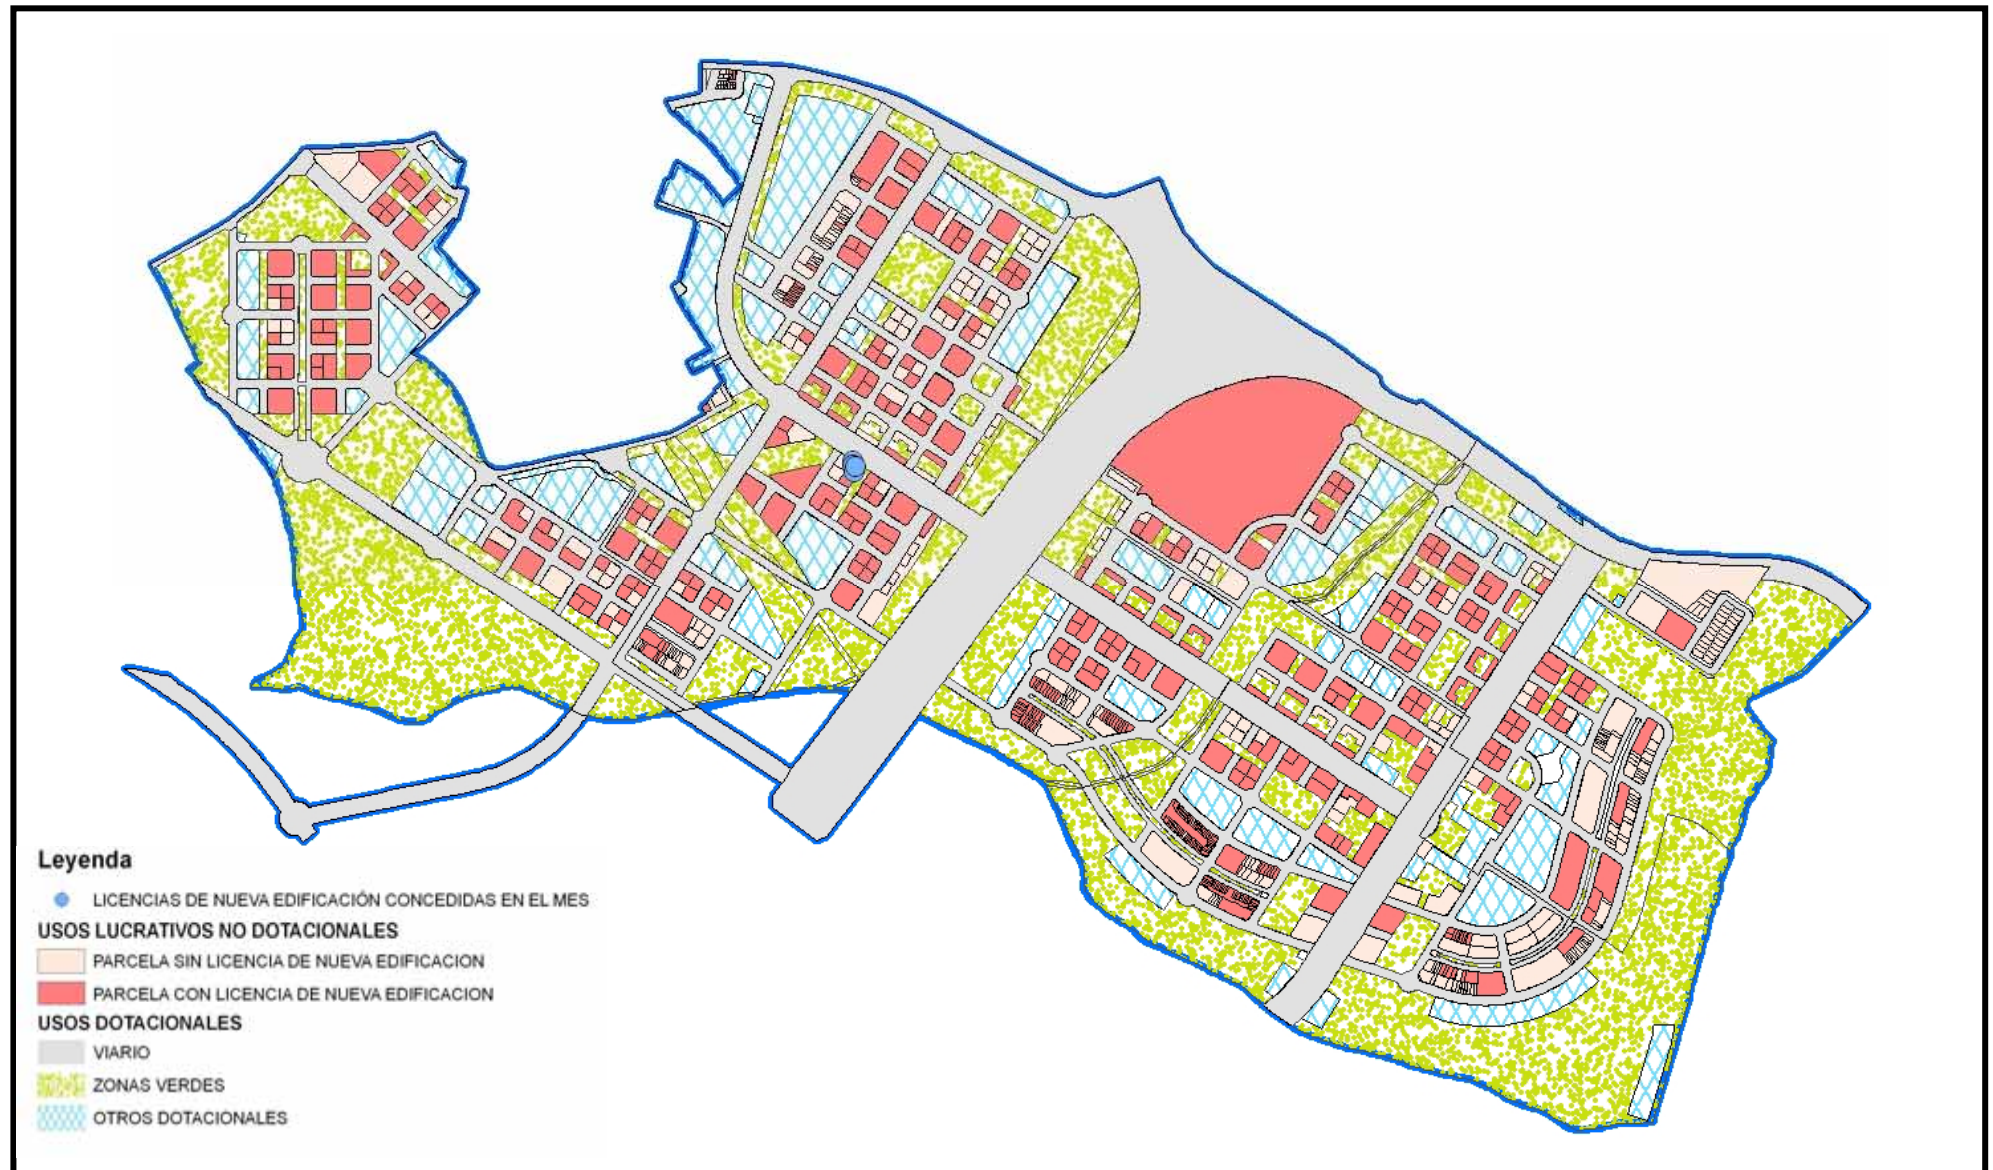 Leyenda
LICENCIAS DE NUEVA EDIFICACIÓN CONCEDIDAS EN EL MES
USOS LUCRATIVOS NO DOTACIONALES
PARCELA SIN LICENCIA DE NUEVA EDIFICACION
PARCELA CON LICENCIA DE NUEVA EDIFICACION
USOS DOTACIONALES
VIARIO
ZONAS VERDES
OTROS DOTACIONALES